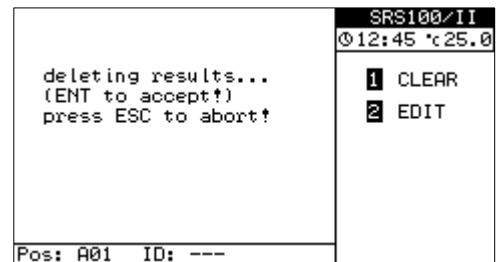 SRS100/II
12:45 °c25.0
deleting results...
(ENT to accept!)
press ESC to abort!
1 CLEAR
2 EDIT
Pos: A01 ID: ---